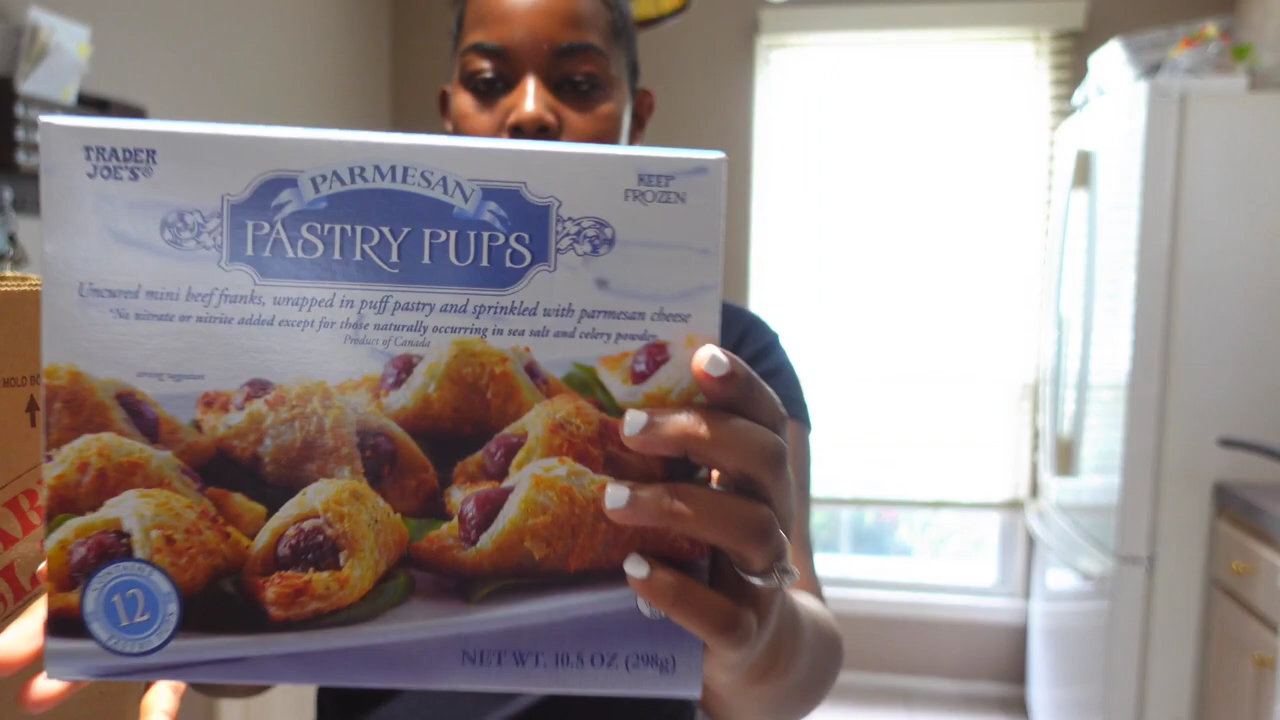 TRADER
JOE'S®
PARMESAN
PASTRY PUPS
KEEP
FROZEN
Uncured mini beef franks, wrapped in puff pastry and sprinkled with parmesan cheese
*No nitrate or nitrite added except for those naturally occurring in sea salt and celery powder
Product of Canada
HOLD
12
NET WT. 10.5 OZ (298g)